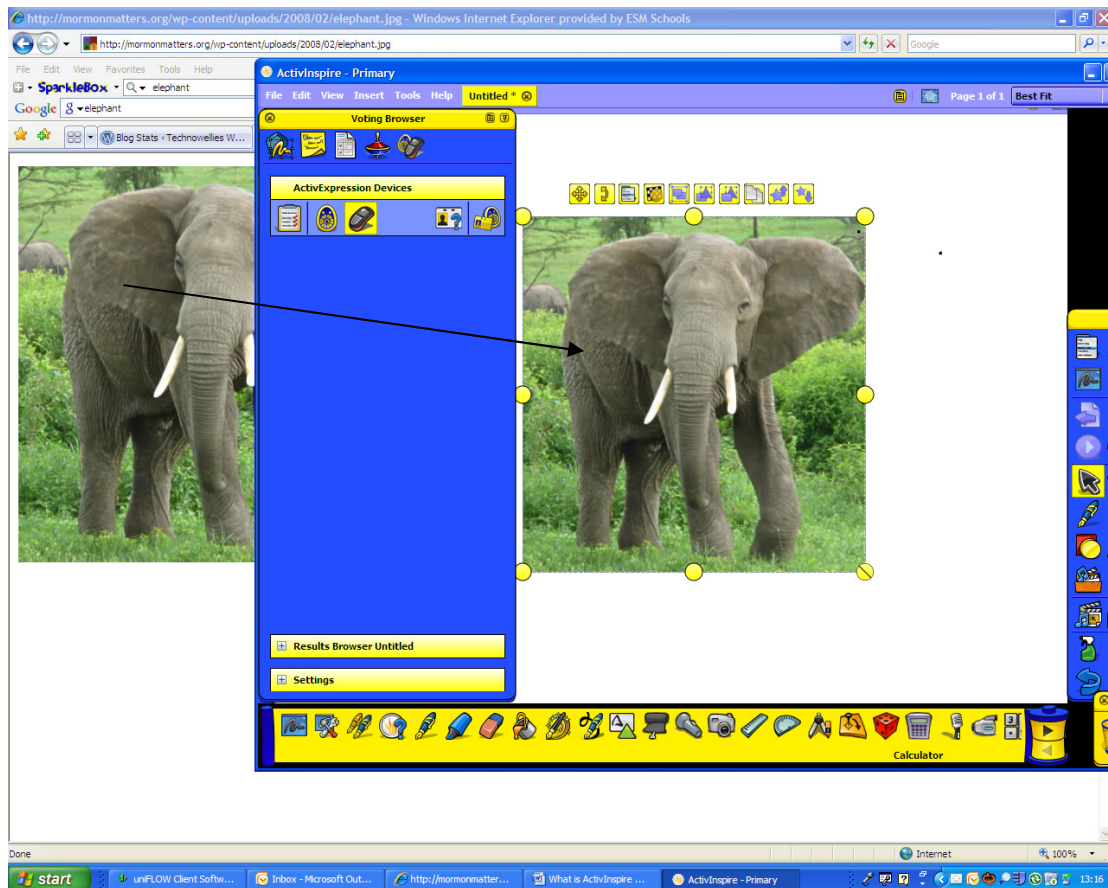 http://mormonmatters.org/wp-content/uploads/2008/02/elephant.jpg - Windows Internet Explorer provided by ESM Schools
http://mormonmatters.org/wp-content/uploads/2008/02/elephant.jpg
Google
File Edit View Favorites Tools Help
SparkleBox elephant
Google elephant
Blog Stats ‹ Technowellies W...
ActivInspire - Primary
File Edit View Insert Tools Help Untitled *
Page 1 of 1 Best Fit
Voting Browser
ActivExpression Devices
Results Browser Untitled
Settings
Calculator
Done
Internet
100%
start
uniFLOW Client Softw...
Inbox - Microsoft Out...
http://mormonmatter...
What is ActivInspire ...
ActivInspire - Primary
13:16